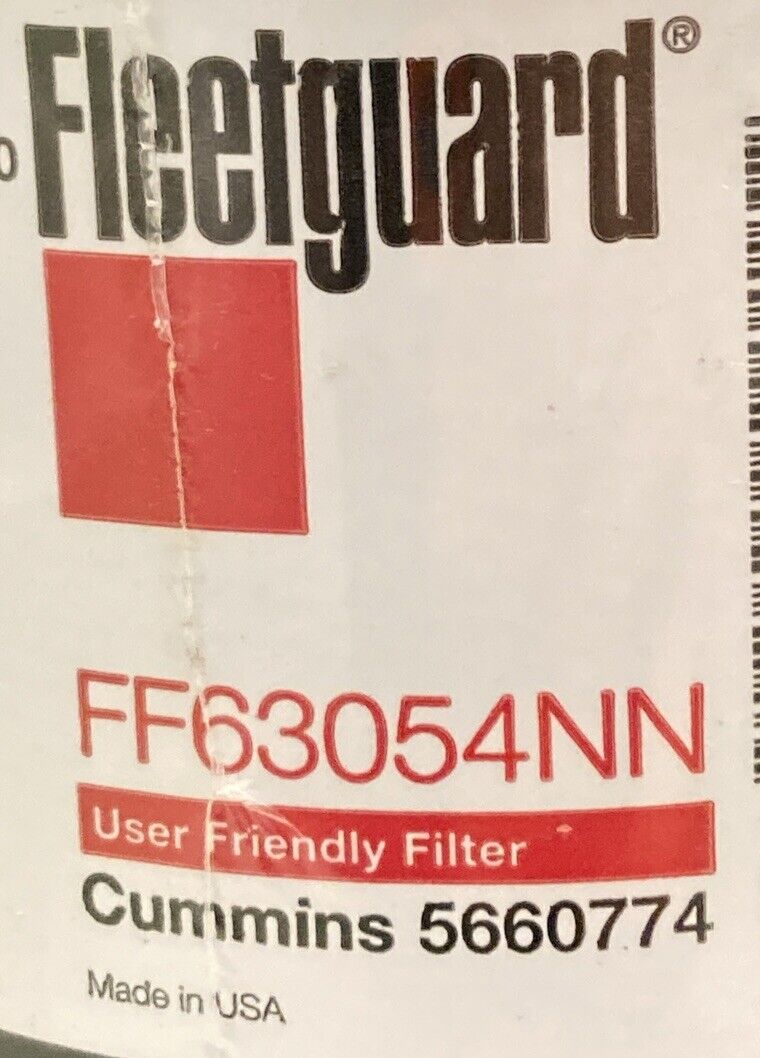 Fleetguard®
FF63054NN
User Friendly Filter
Cummins 5660774
Made in USA